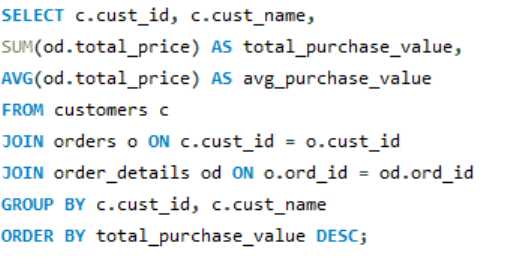 SELECT c.cust_id, c.cust_name,
SUM(od.total_price) AS total_purchase_value,
AVG(od.total_price) AS avg_purchase_value
FROM customers c
JOIN orders o ON c.cust_id = o.cust_id
JOIN order_details od ON o.ord_id = od.ord_id
GROUP BY c.cust_id, c.cust_name
ORDER BY total_purchase_value DESC;